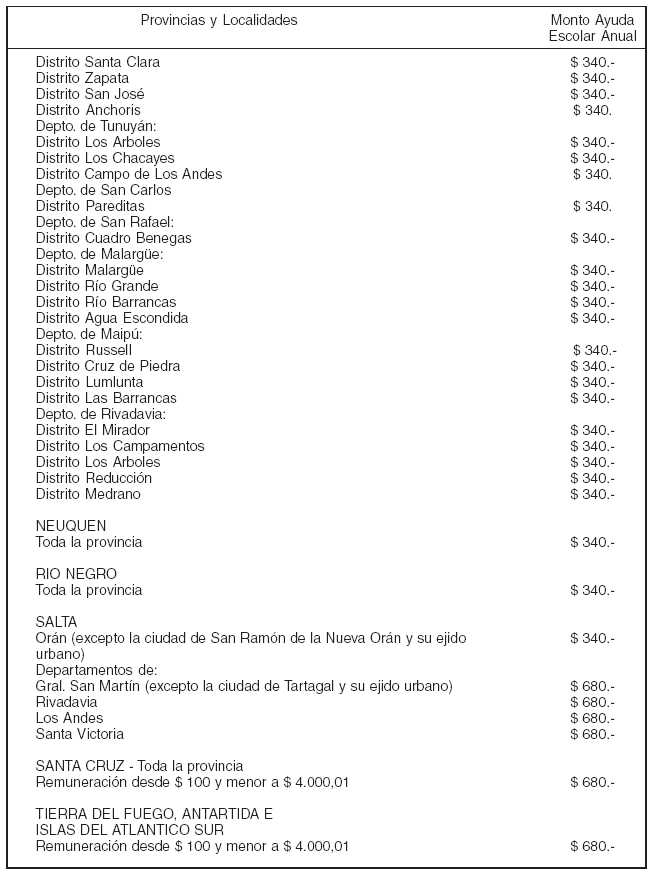 Provincias y Localidades Monto Ayuda
Escolar Anual
Distrito Santa Clara $ 340.-
Distrito Zapata $ 340.-
Distrito San José $ 340.-
Distrito Anchorís $ 340.
Depto. de Tunuyán:
Distrito Los Arboles $ 340.-
Distrito Los Chacayes $ 340.-
Distrito Campo de Los Andes $ 340.
Depto. de San Carlos
Distrito Pareditas $ 340.
Depto. de San Rafael:
Distrito Cuadro Benegas $ 340.-
Depto. de Malargüe:
Distrito Malargüe $ 340.-
Distrito Río Grande $ 340.-
Distrito Río Barrancas $ 340.-
Distrito Agua Escondida $ 340.-
Depto. de Maipú:
Distrito Russell $ 340.-
Distrito Cruz de Piedra $ 340.-
Distrito Lumlunta $ 340.-
Distrito Las Barrancas $ 340.-
Depto. de Rivadavia:
Distrito El Mirador $ 340.-
Distrito Los Campamentos $ 340.-
Distrito Los Arboles $ 340.-
Distrito Reducción $ 340.-
Distrito Medrano $ 340.-
NEUQUEN
Toda la provincia $ 340.-
RIO NEGRO
Toda la provincia $ 340.-
SALTA
Orán (excepto la ciudad de San Ramón de la Nueva Orán y su ejido $ 340.-
urbano)
Departamentos de:
Gral. San Martín (excepto la ciudad de Tartagal y su ejido urbano) $ 680.-
Rivadavia $ 680.-
Los Andes $ 680.-
Santa Victoria $ 680.-
SANTA CRUZ - Toda la provincia
Remuneración desde $ 100 y menor a $ 4.000,01 $ 680.-
TIERRA DEL FUEGO, ANTARTIDA E
ISLAS DEL ATLANTICO SUR
Remuneración desde $ 100 y menor a $ 4.000,01 $ 680.-